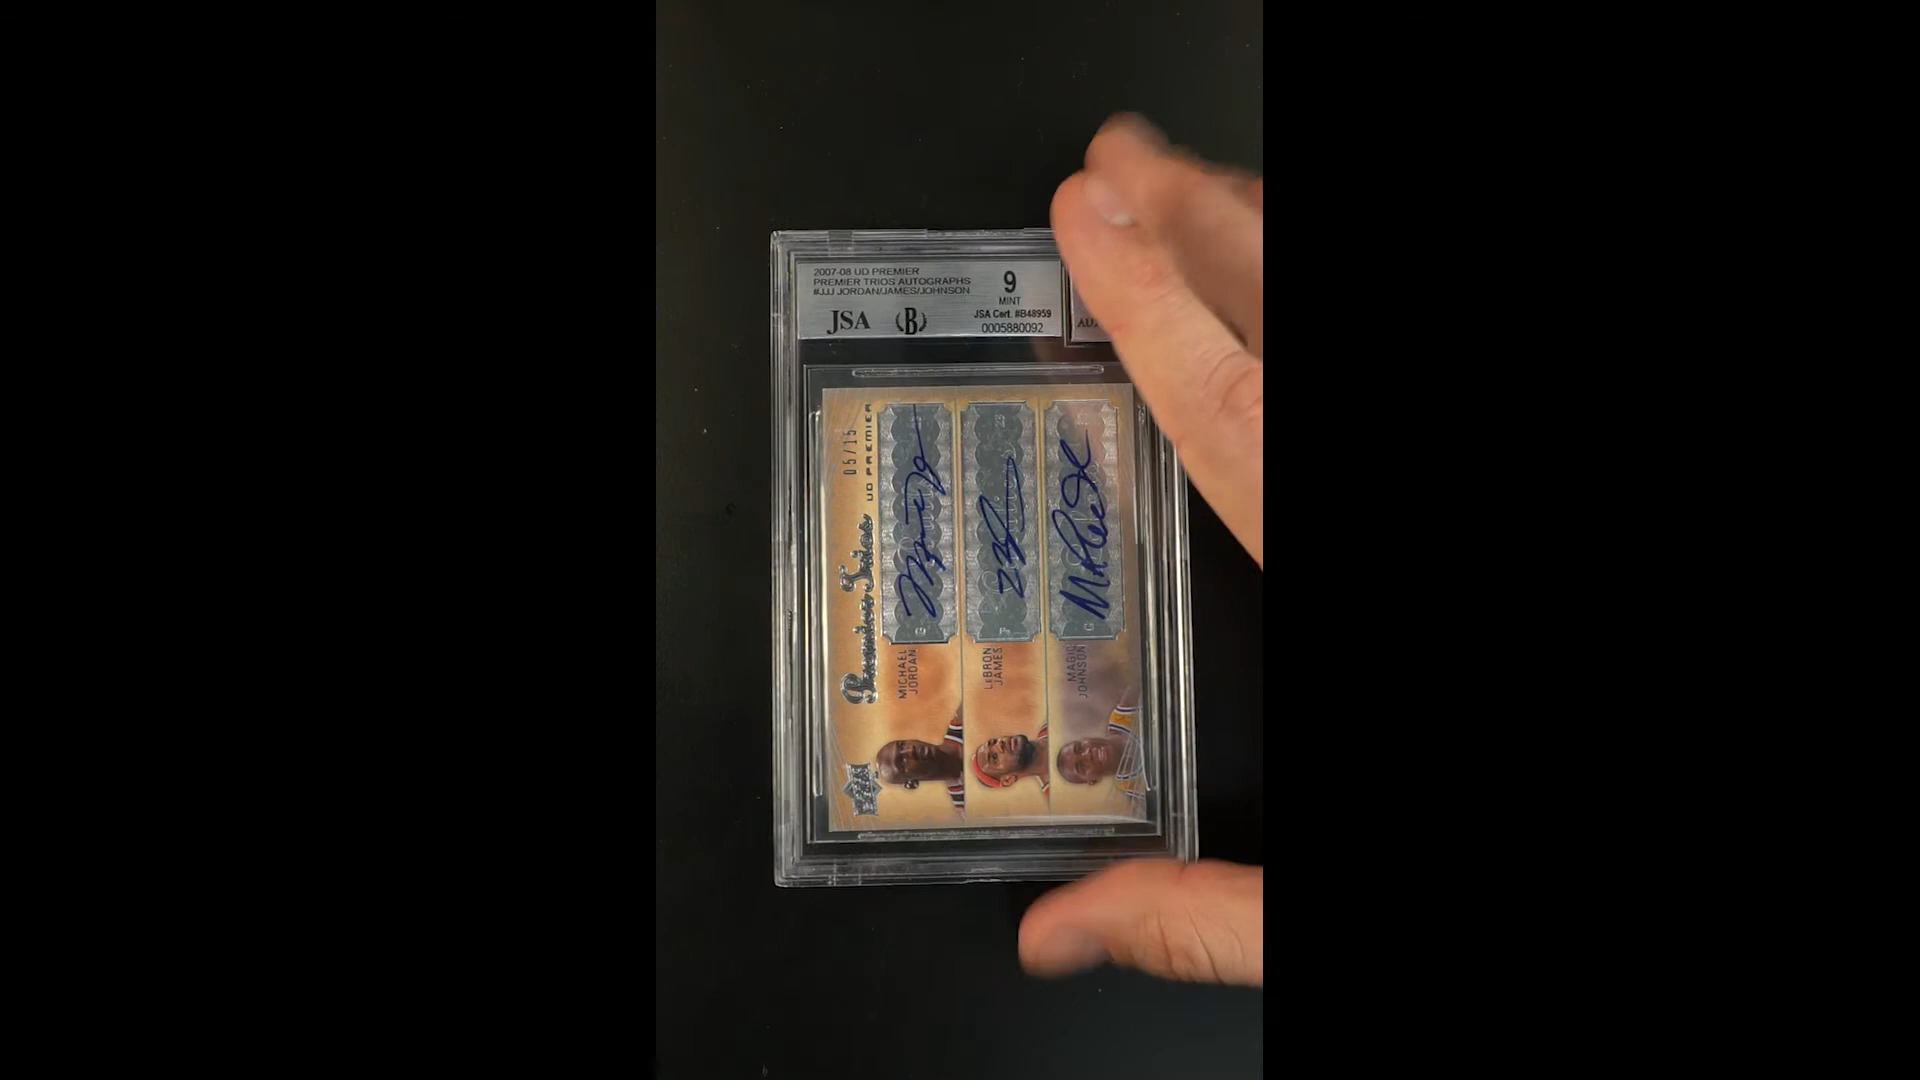 2007-08 UD PREMIER
PREMIER TRIOS AUTOGRAPHS
#JJJ JORDAN/JAMES/JOHNSON
9
MINT
JSA
B
JSA Cert. #B48959
0005880092
Premier Trios
05/15
UD PREMIER
MICHAEL
JORDAN
G
LEBRON
JAMES
F
23
MAGIC
JOHNSON
G